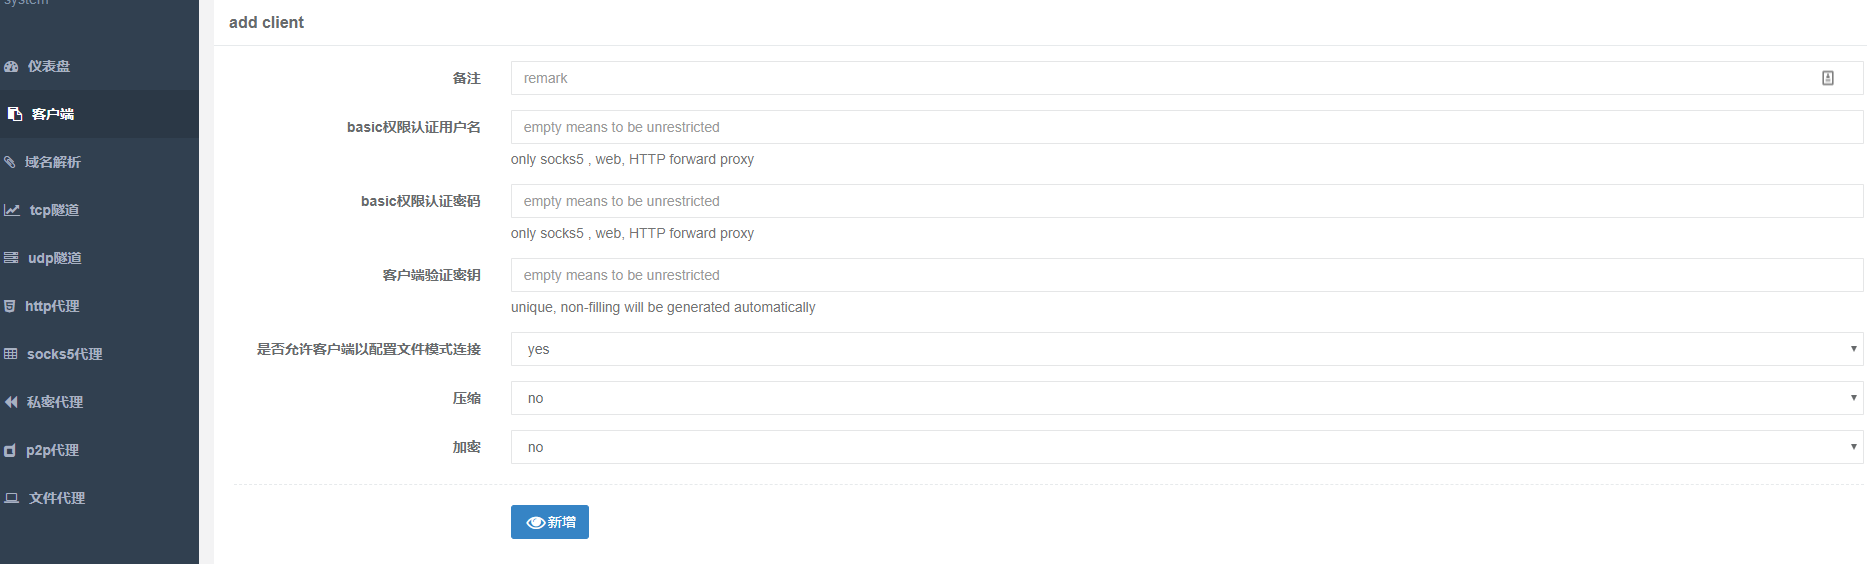 system
仪表盘
客户端
域名解析
tcp隧道
udp隧道
http代理
socks5代理
私密代理
p2p代理
文件代理
add client
备注
remark
basic权限认证用户名
empty means to be unrestricted
only socks5 , web, HTTP forward proxy
basic权限认证密码
empty means to be unrestricted
only socks5 , web, HTTP forward proxy
客户端验证密钥
empty means to be unrestricted
unique, non-filling will be generated automatically
是否允许客户端以配置文件模式连接
yes
压缩
no
加密
no
新增